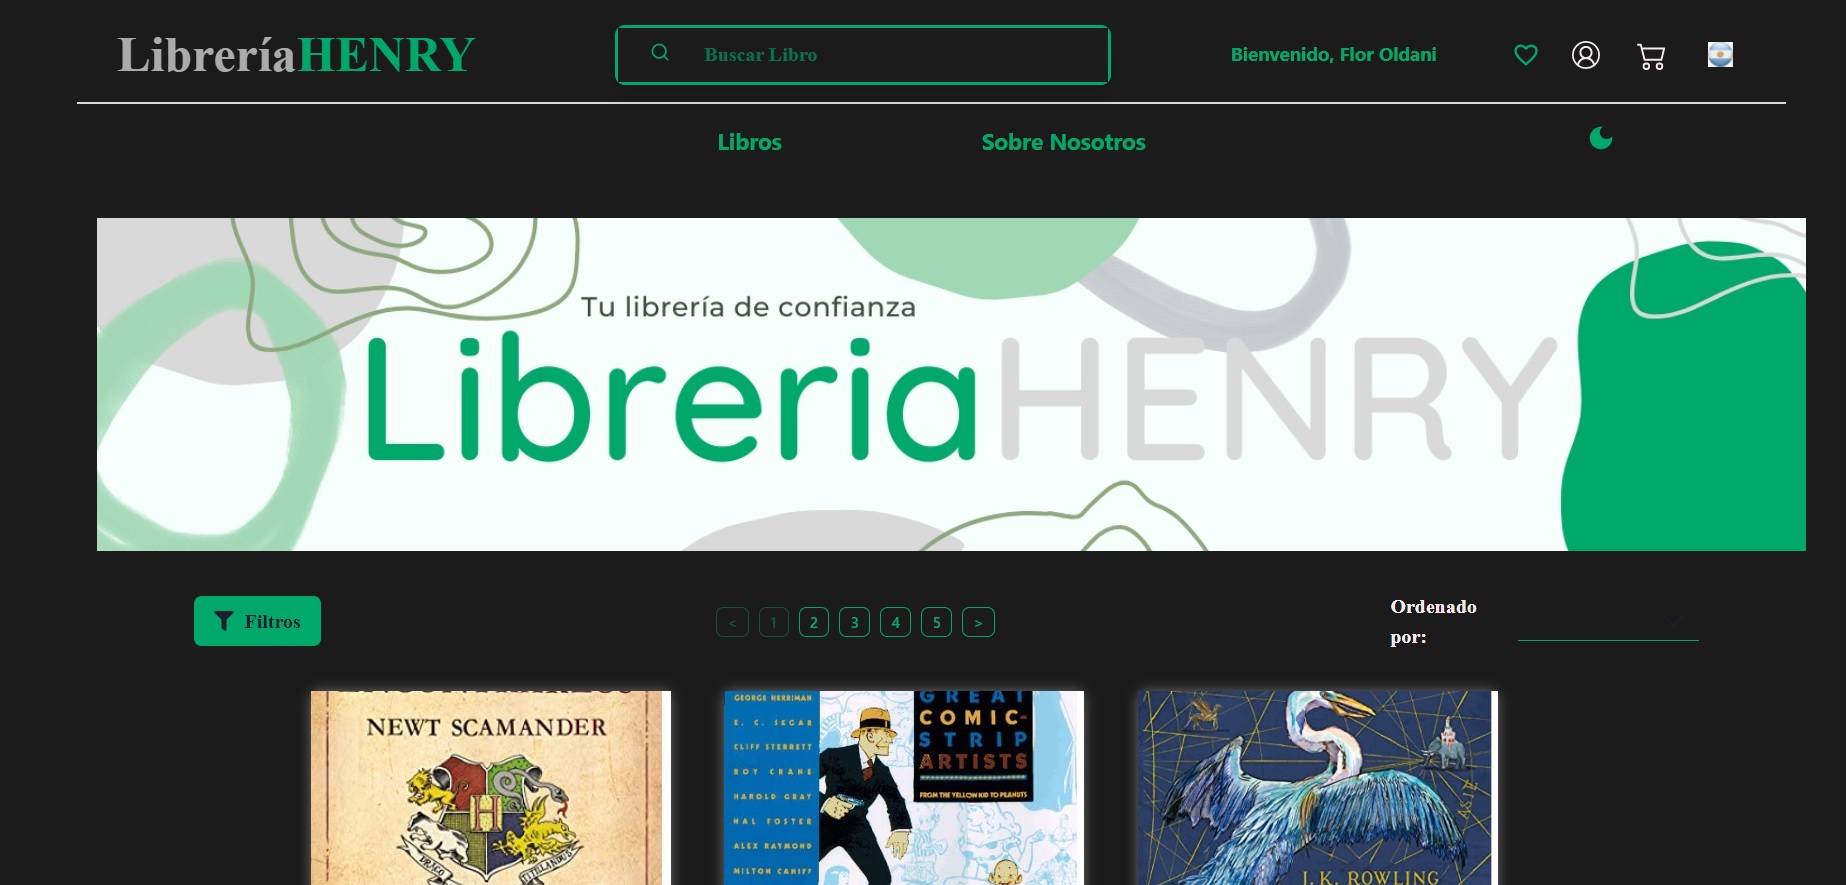 LibreríaHENRY
Buscar Libro
Bienvenido, Flor Oldani
Libros
Sobre Nosotros
Tu librería de confianza
LibreriaHENRY
Filtros
< 1 2 3 4 5 >
Ordenado
por:
NEWT SCAMANDER
H
DRACO
TITILLANDUS
GEORGE HERRIMAN
E. C. SEGAR
CLIFF STERRETT
ROY CRANE
HAROLD GRAY
HAL FOSTER
ALEX RAYMOND
MILTON CANIFF
GREAT
COMIC-
STRIP
ARTISTS
FROM THE YELLOW KID TO PEANUTS
J.K. ROWLING